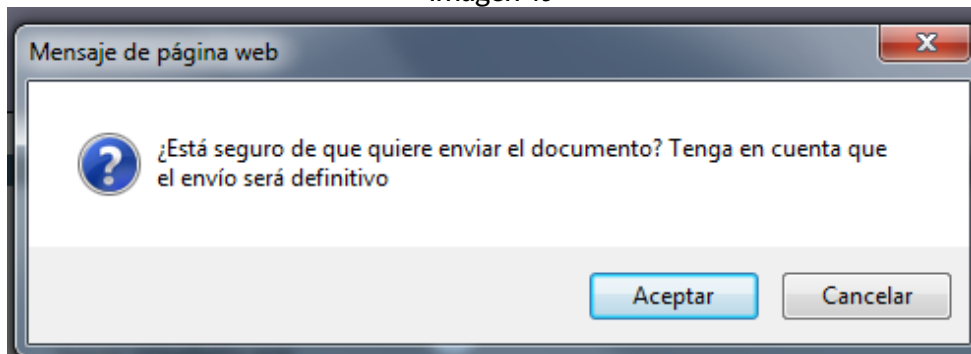 Mensaje de página web
¿Está seguro de que quiere enviar el documento? Tenga en cuenta que
el envío será definitivo
Aceptar
Cancelar